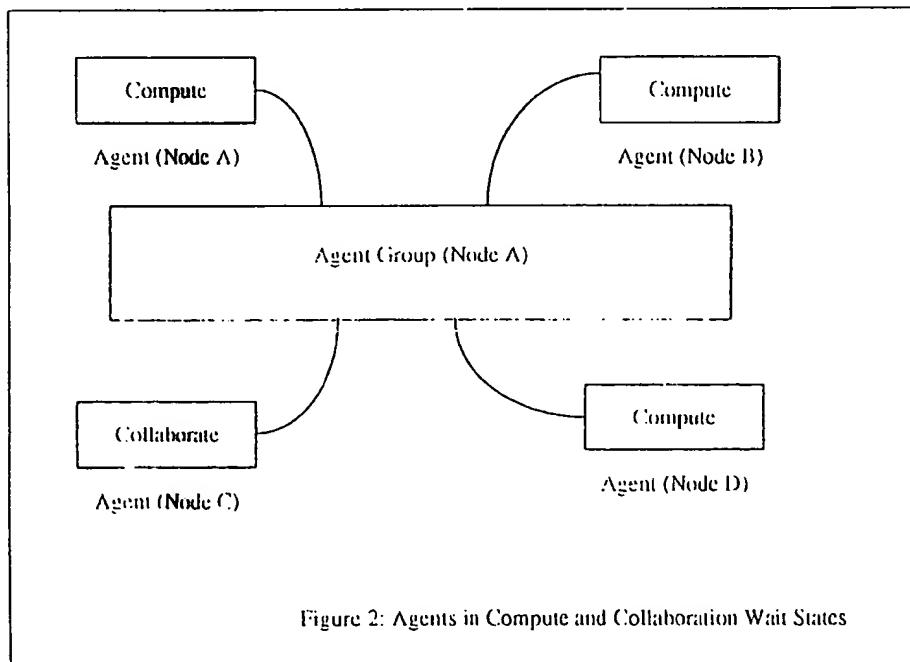 Compute
Compute
Agent (Node A)
Agent (Node B)
Agent Group (Node A)
Collaborate
Compute
Agent (Node C)
Agent (Node D)
Figure 2: Agents in Compute and Collaboration Wait States